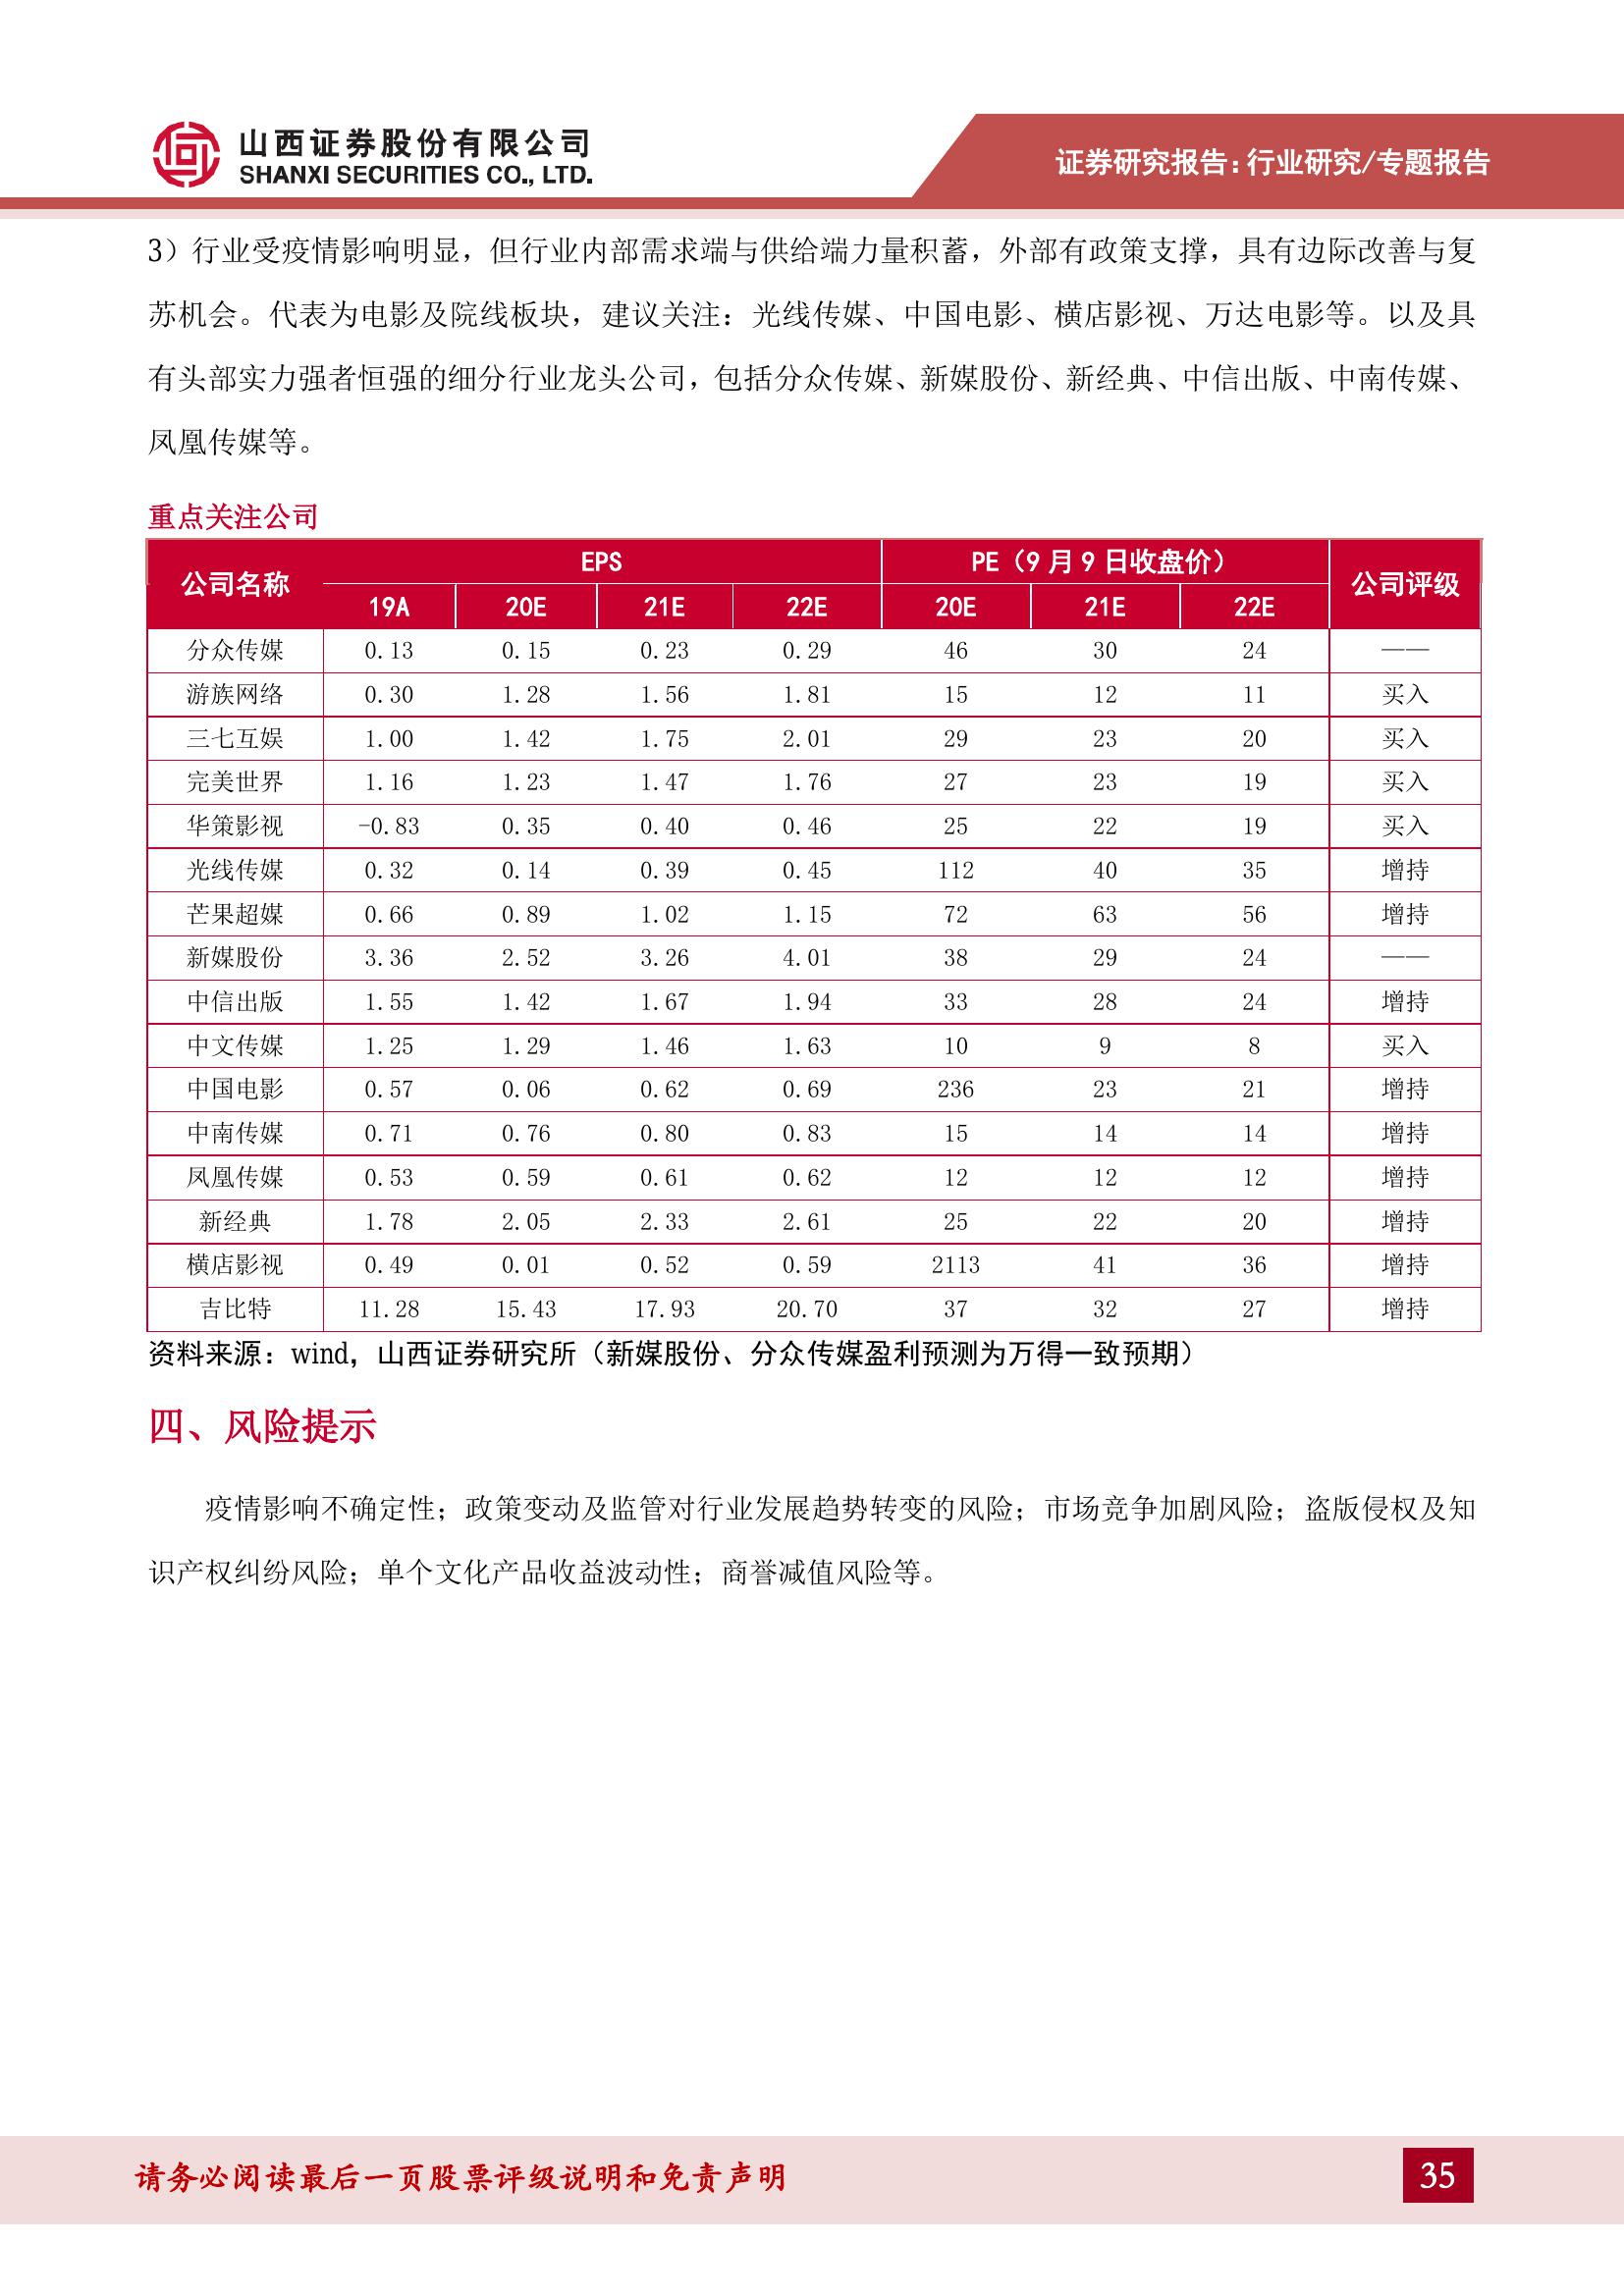 山西证券股份有限公司
SHANXI SECURITIES CO., LTD.
证券研究报告：行业研究/专题报告
3）行业受疫情影响明显，但行业内部需求端与供给端力量积蓄，外部有政策支撑，具有边际改善与复
苏机会。代表为电影及院线板块，建议关注：光线传媒、中国电影、横店影视、万达电影等。以及具
有头部实力强者恒强的细分行业龙头公司，包括分众传媒、新媒股份、新经典、中信出版、中南传媒、
凤凰传媒等。
重点关注公司
公司名称 EPS PE（9 月 9 日收盘价） 公司评级
19A 20E 21E 22E 20E 21E 22E
分众传媒 0.13 0.15 0.23 0.29 46 30 24 ——
游族网络 0.30 1.28 1.56 1.81 15 12 11 买入
三七互娱 1.00 1.42 1.75 2.01 29 23 20 买入
完美世界 1.16 1.23 1.47 1.76 27 23 19 买入
华策影视 -0.83 0.35 0.40 0.46 25 22 19 买入
光线传媒 0.32 0.14 0.39 0.45 112 40 35 增持
芒果超媒 0.66 0.89 1.02 1.15 72 63 56 增持
新媒股份 3.36 2.52 3.26 4.01 38 29 24 ——
中信出版 1.55 1.42 1.67 1.94 33 28 24 增持
中文传媒 1.25 1.29 1.46 1.63 10 9 8 买入
中国电影 0.57 0.06 0.62 0.69 236 23 21 增持
中南传媒 0.71 0.76 0.80 0.83 15 14 14 增持
凤凰传媒 0.53 0.59 0.61 0.62 12 12 12 增持
新经典 1.78 2.05 2.33 2.61 25 22 20 增持
横店影视 0.49 0.01 0.52 0.59 2113 41 36 增持
吉比特 11.28 15.43 17.93 20.70 37 32 27 增持
资料来源：wind，山西证券研究所（新媒股份、分众传媒盈利预测为万得一致预期）
四、风险提示
疫情影响不确定性；政策变动及监管对行业发展趋势转变的风险；市场竞争加剧风险；盗版侵权及知
识产权纠纷风险；单个文化产品收益波动性；商誉减值风险等。
请务必阅读最后一页股票评级说明和免责声明
35